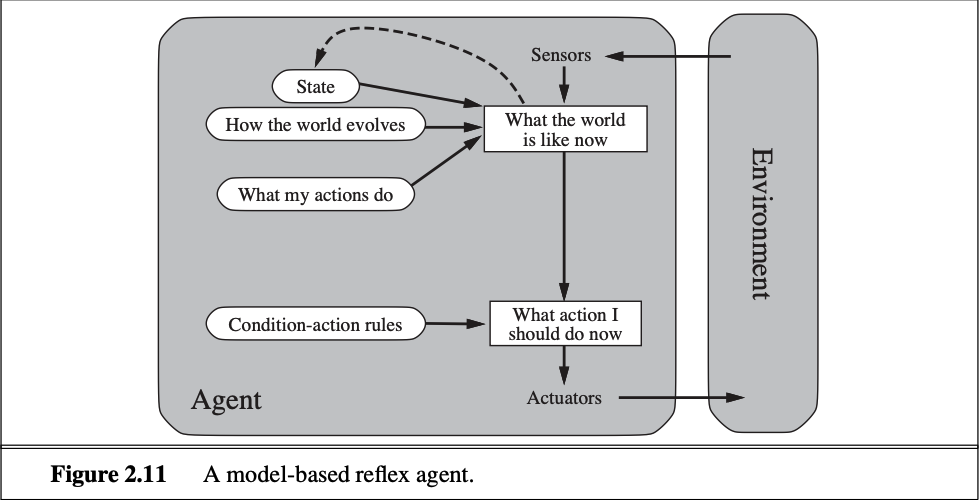 Sensors
State
How the world evolves
What the world
is like now
What my actions do
Environment
Condition-action rules
What action I
should do now
Agent
Actuators
Figure 2.11 A model-based reflex agent.